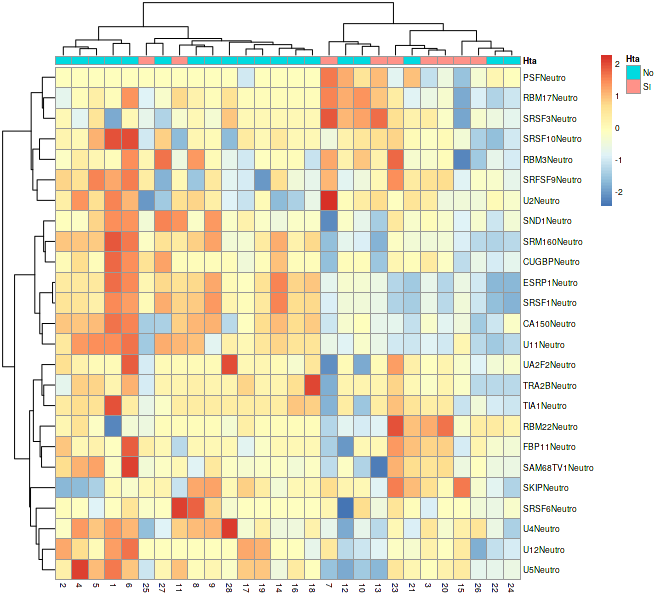 Hta
PSFNeutro
RBM17Neutro
SRSF3Neutro
SRSF10Neutro
RBM3Neutro
SRFSF9Neutro
U2Neutro
SND1Neutro
SRM160Neutro
CUGBPNeutro
ESRP1Neutro
SRSF1Neutro
CA150Neutro
U11Neutro
UA2F2Neutro
TRA2BNeutro
TIA1Neutro
RBM22Neutro
FBP11Neutro
SAM68TV1Neutro
SKIPNeutro
SRSF6Neutro
U4Neutro
U12Neutro
U5Neutro
2 4 5 1 6 25 27 11 8 9 28 17 19 14 16 18 7 12 10 13 23 21 3 20 15 26 22 24
2
1
0
-1
-2
Hta
No
Si